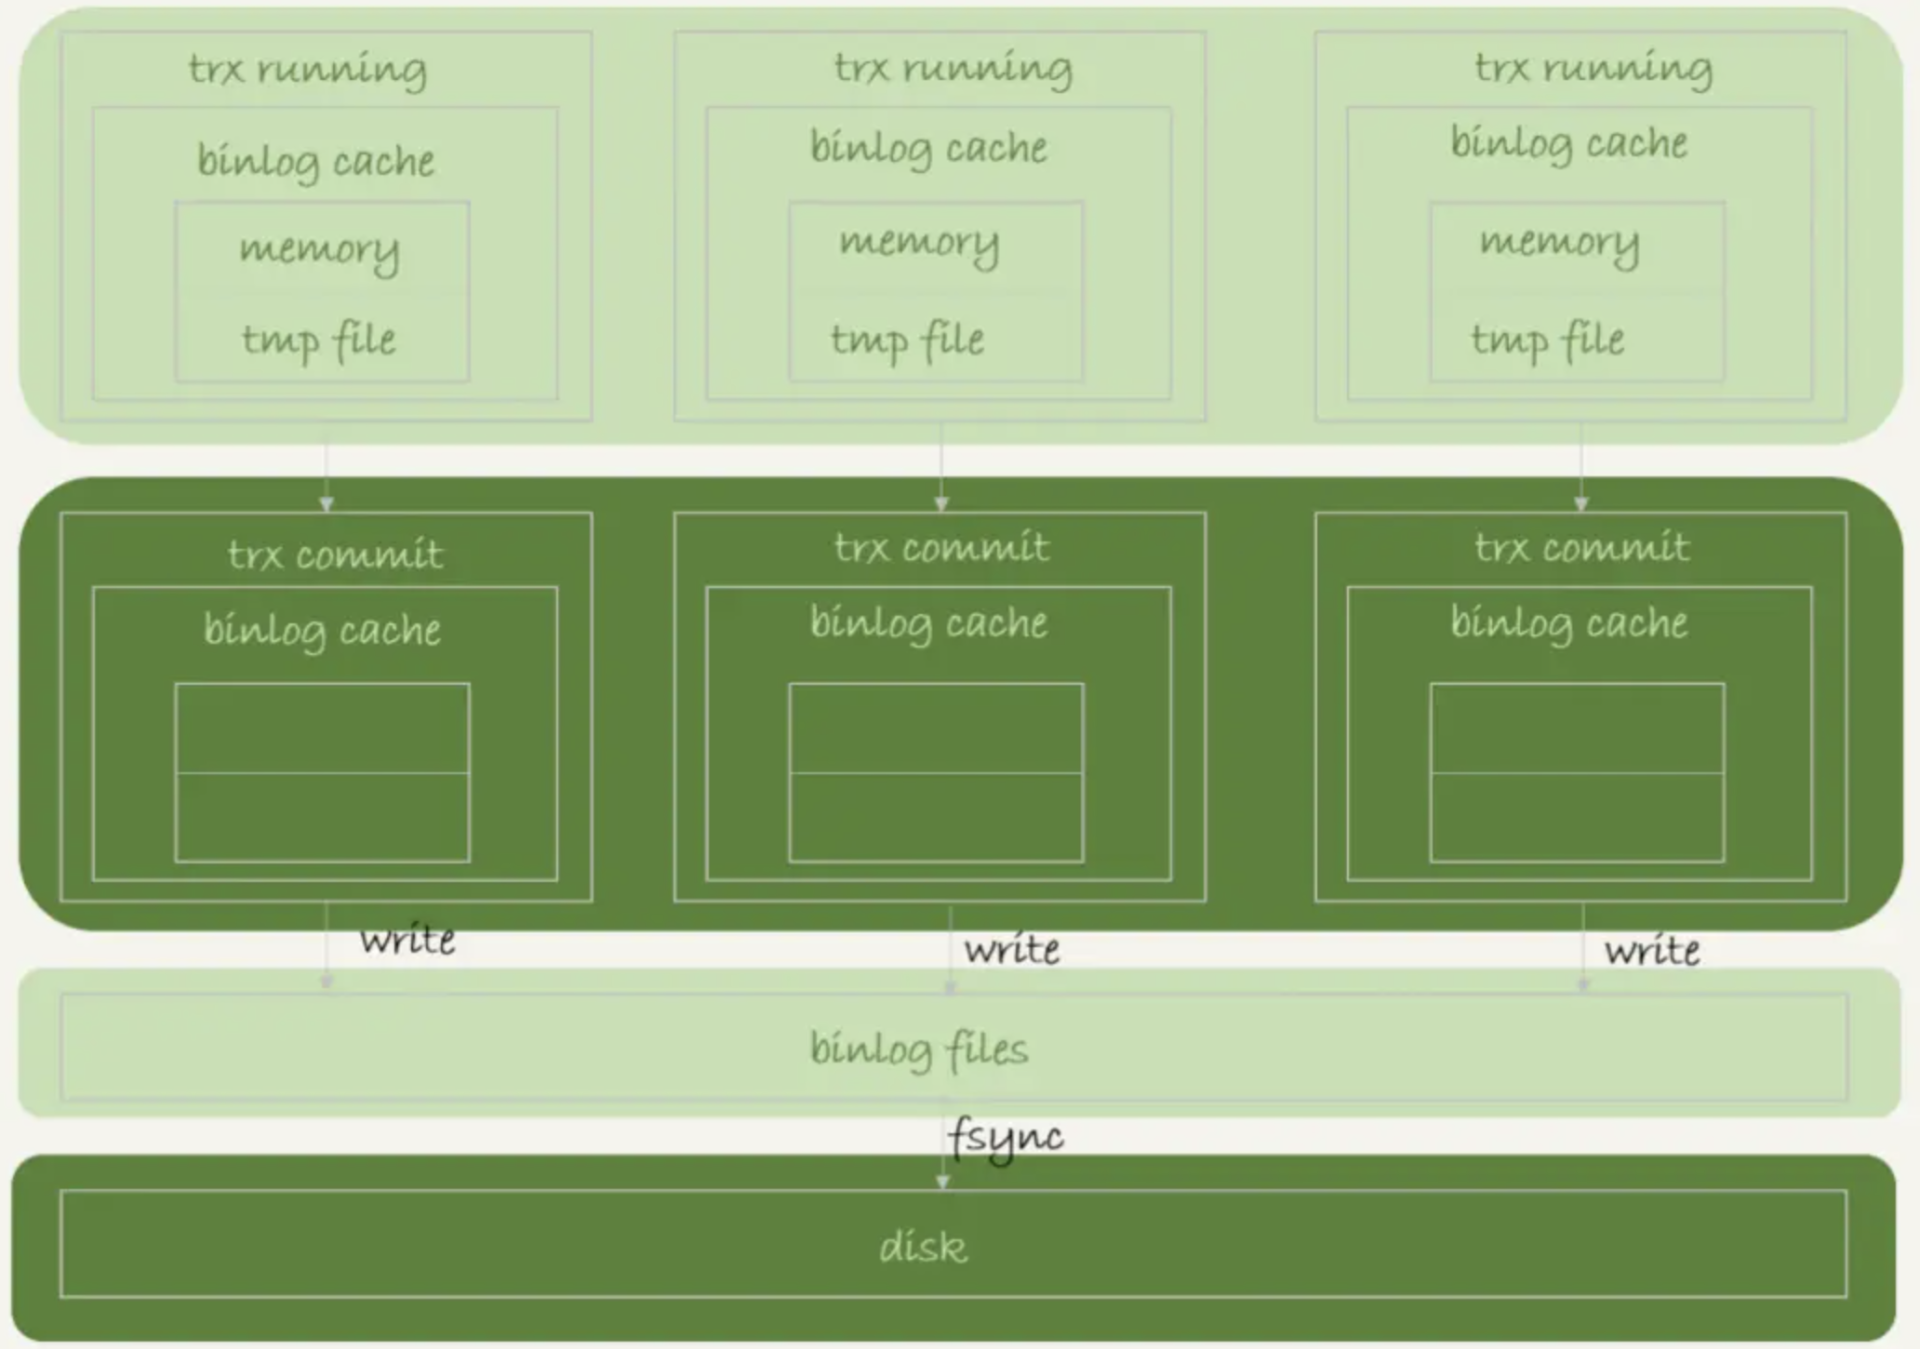 trx running
binlog cache
memory
tmp file
trx running
binlog cache
memory
tmp file
trx running
binlog cache
memory
tmp file
trx commit
binlog cache
trx commit
binlog cache
trx commit
binlog cache
write
write
write
binlog files
fsync
disk